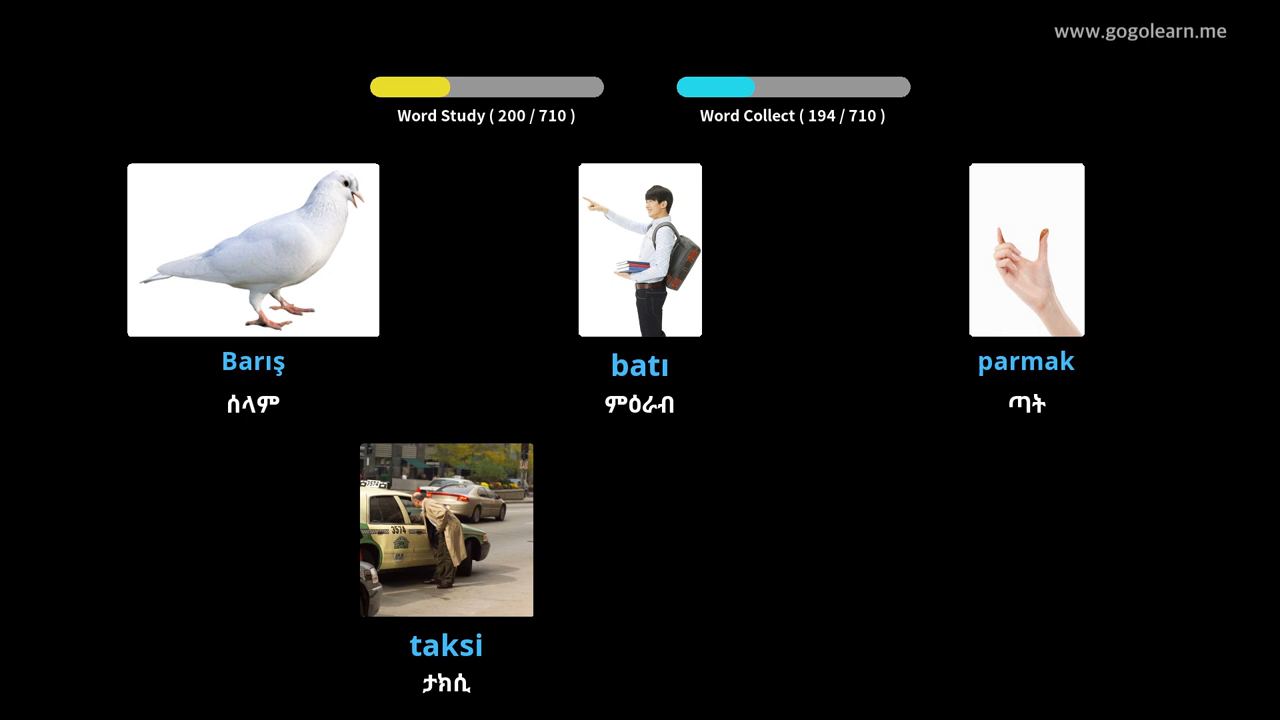 www.gogolearn.me
Word Study ( 200 / 710 )
Word Collect ( 194 / 710 )
Barış
ሰላም
batı
ምዕራብ
parmak
ጣት
3574
taksi
ታክሲ